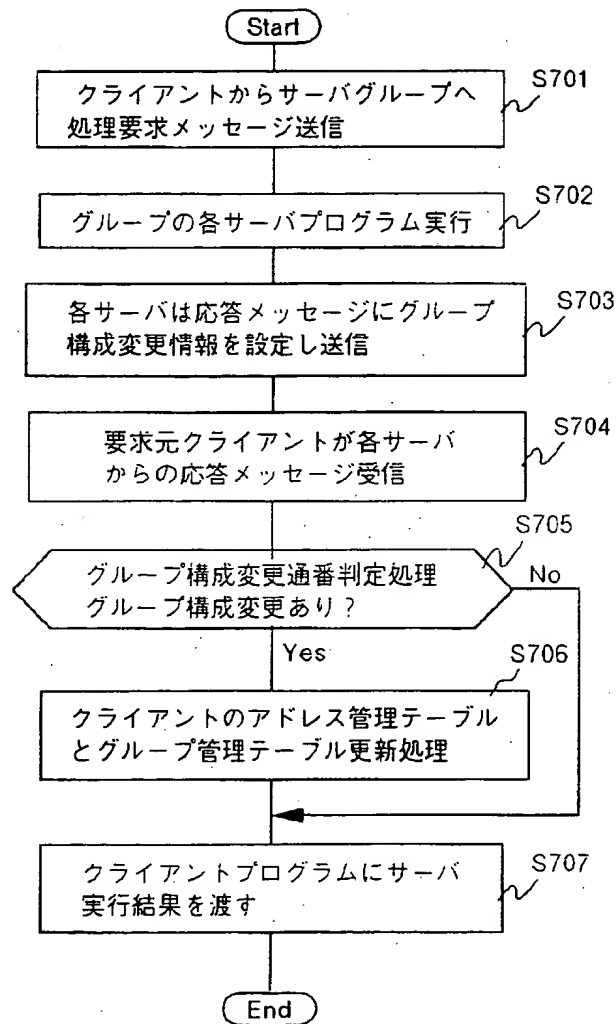 Start
クライアントからサーバグループへ
処理要求メッセージ送信
S701
グループの各サーバプログラム実行
S702
各サーバは応答メッセージにグループ
構成変更情報を設定し送信
S703
要求元クライアントが各サーバ
からの応答メッセージ受信
S704
グループ構成変更通番判定処理
グループ構成変更あり?
S705
No
Yes
S706
クライアントのアドレス管理テーブル
とグループ管理テーブル更新処理
クライアントプログラムにサーバ
実行結果を渡す
S707
End